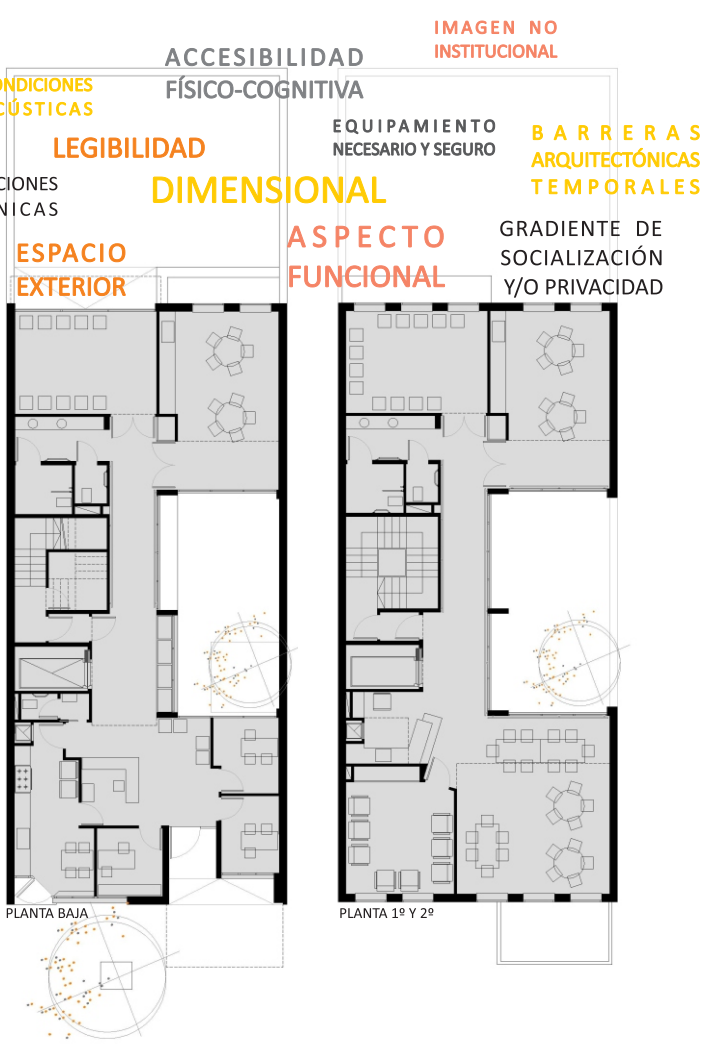 IMAGEN NO
INSTITUCIONAL
ACCESIBILIDAD
FÍSICO-COGNITIVA
EQUIPAMIENTO
NECESARIO Y SEGURO
BARRERAS
ARQUITECTÓNICAS
TEMPORALES
LEGIBILIDAD
DIMENSIONAL
ASPECTO
FUNCIONAL
GRADIENTE DE
SOCIALIZACIÓN
Y/O PRIVACIDAD
ESPACIO
EXTERIOR
PLANTA BAJA
PLANTA 1º Y 2º